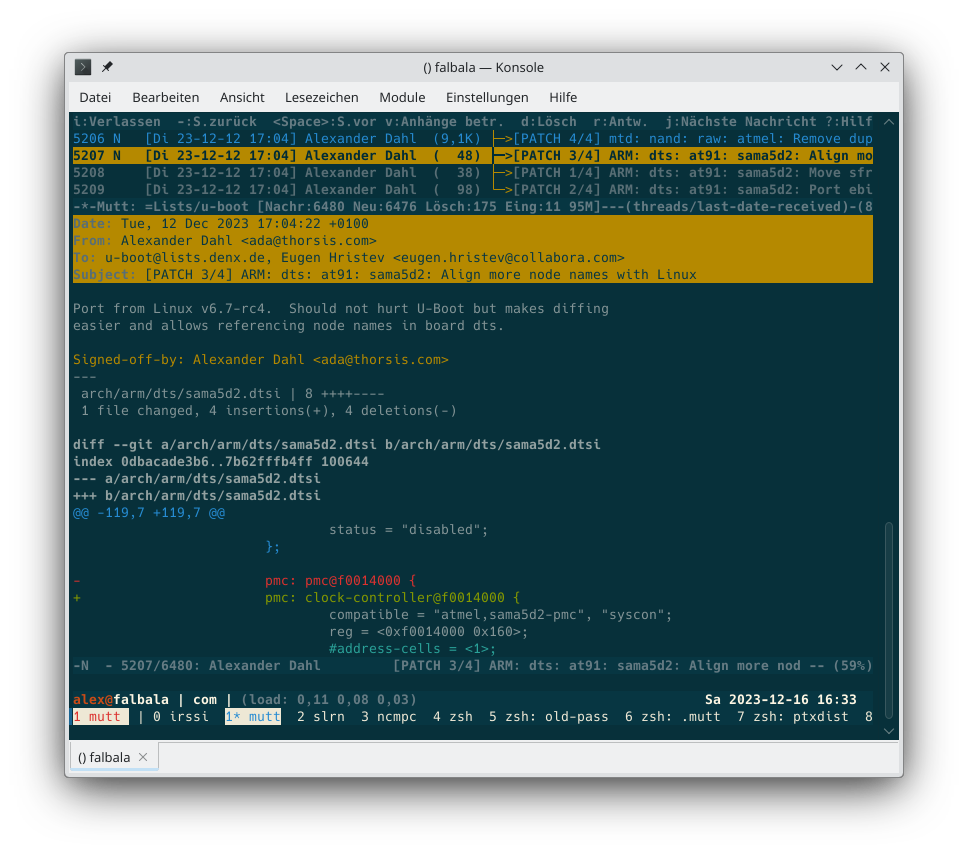 () falbala — Konsole
Datei Bearbeiten Ansicht Lesezeichen Module Einstellungen Hilfe
i:Verlassen  -:S.zurück  <Space>:S.vor v:Anhänge betr.  d:Lösch  r:Antw.  j:Nächste Nachricht ?:Hilf
5206 N   [Di 23-12-12 17:04] Alexander Dahl  (9,1K) ├─>[PATCH 4/4] mtd: nand: raw: atmel: Remove dup
5207 N   [Di 23-12-12 17:04] Alexander Dahl  (  48) ├─>[PATCH 3/4] ARM: dts: at91: sama5d2: Align mo
5208     [Di 23-12-12 17:04] Alexander Dahl  (  38) ├─>[PATCH 1/4] ARM: dts: at91: sama5d2: Move sfr
5209     [Di 23-12-12 17:04] Alexander Dahl  (  98) └─>[PATCH 2/4] ARM: dts: at91: sama5d2: Port ebi
-*-Mutt: =Lists/u-boot [Nachr:6480 Neu:6476 Lösch:175 Eing:11 95M]---(threads/last-date-received)-(8
Date: Tue, 12 Dec 2023 17:04:22 +0100
From: Alexander Dahl <ada@thorsis.com>
To: u-boot@lists.denx.de, Eugen Hristev <eugen.hristev@collabora.com>
Subject: [PATCH 3/4] ARM: dts: at91: sama5d2: Align more node names with Linux
Port from Linux v6.7-rc4.  Should not hurt U-Boot but makes diffing
easier and allows referencing node names in board dts.
Signed-off-by: Alexander Dahl <ada@thorsis.com>
---
 arch/arm/dts/sama5d2.dtsi | 8 ++++----
 1 file changed, 4 insertions(+), 4 deletions(-)
diff --git a/arch/arm/dts/sama5d2.dtsi b/arch/arm/dts/sama5d2.dtsi
index 0dbacade3b6..7b62fffb4ff 100644
--- a/arch/arm/dts/sama5d2.dtsi
+++ b/arch/arm/dts/sama5d2.dtsi
@@ -119,7 +119,7 @@
                                status = "disabled";
                        };
-                       pmc: pmc@f0014000 {
+                       pmc: clock-controller@f0014000 {
                                compatible = "atmel,sama5d2-pmc", "syscon";
                                reg = <0xf0014000 0x160>;
                                #address-cells = <1>;
-N  - 5207/6480: Alexander Dahl         [PATCH 3/4] ARM: dts: at91: sama5d2: Align more nod -- (59%)
alex@falbala | com | (load: 0,11 0,08 0,03)                                    Sa 2023-12-16 16:33
1 mutt  | 0 irssi  1* mutt  2 slrn  3 ncmpc  4 zsh  5 zsh: old-pass  6 zsh: .mutt  7 zsh: ptxdist  8
() falbala